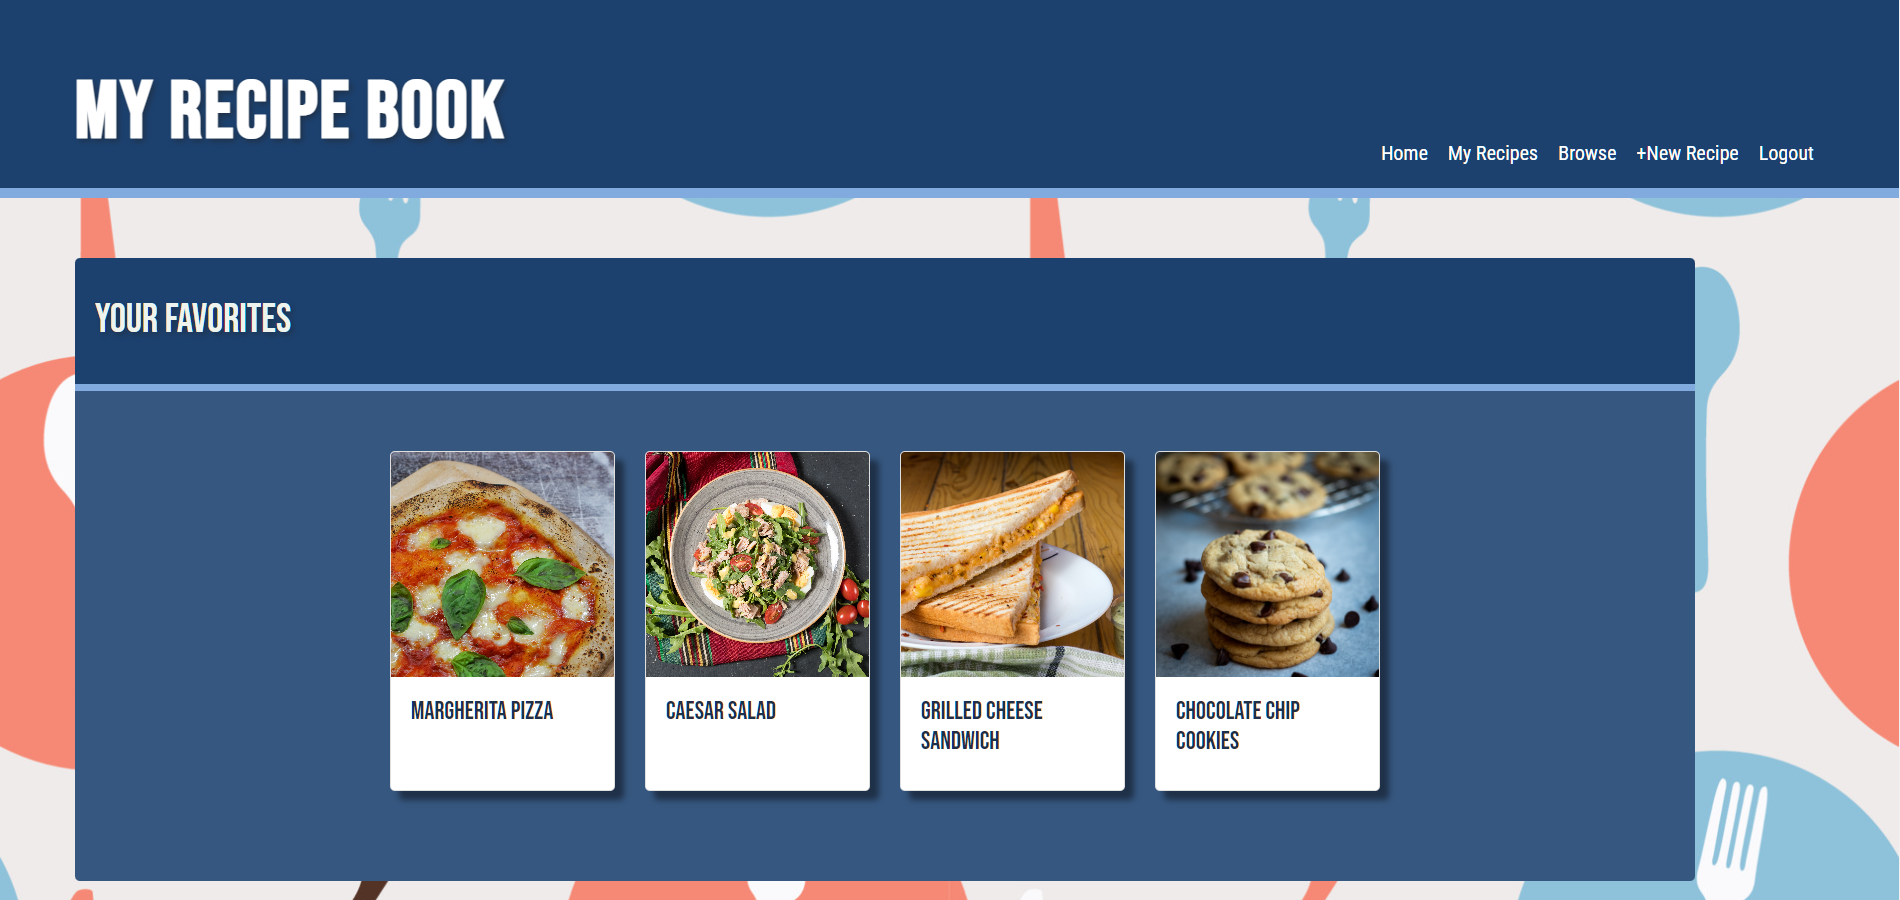 MY RECIPE BOOK
Home My Recipes Browse +New Recipe Logout
YOUR FAVORITES
MARGHERITA PIZZA
CAESAR SALAD
GRILLED CHEESE
SANDWICH
CHOCOLATE CHIP
COOKIES